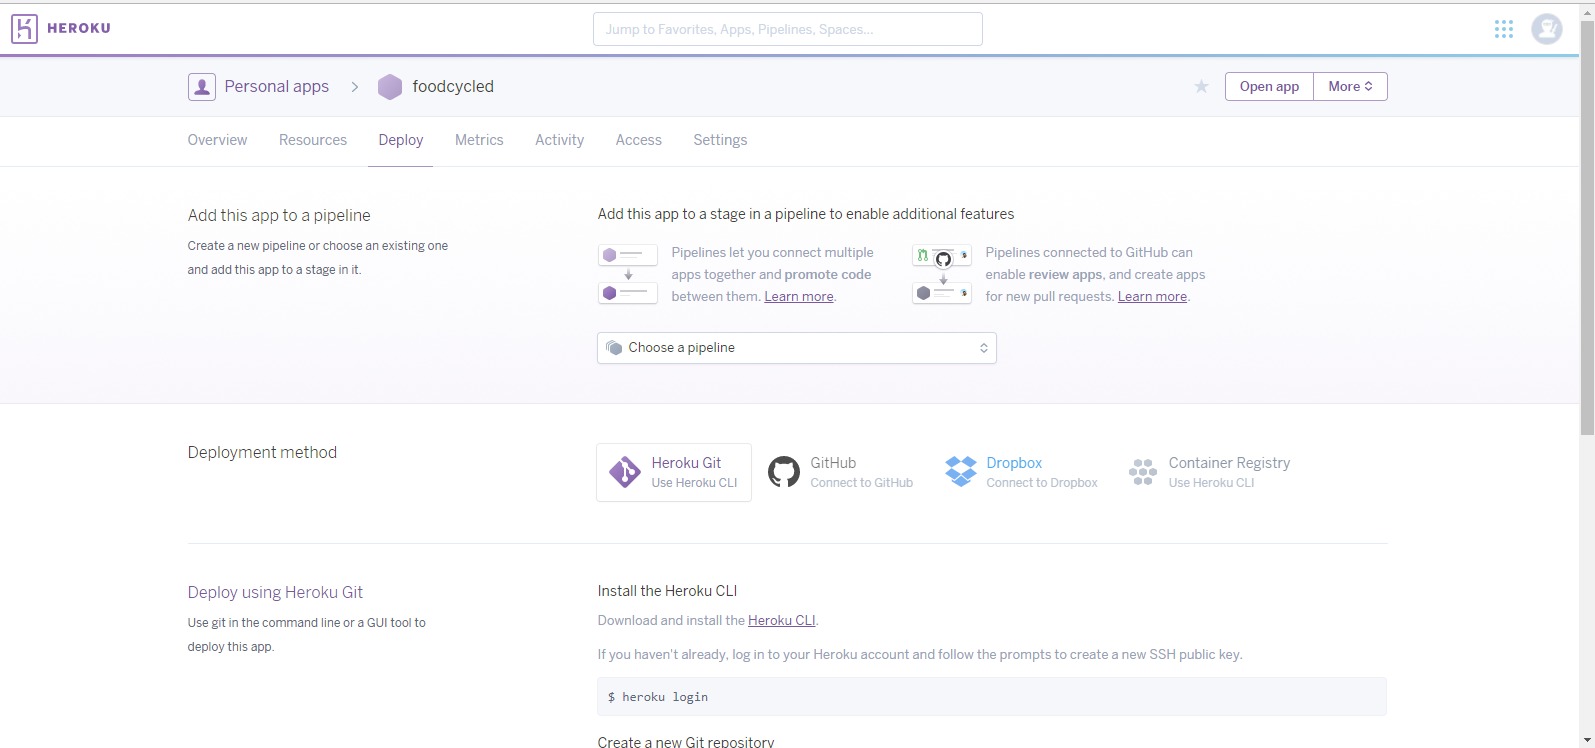 HEROKU
Jump to Favorites, Apps, Pipelines, Spaces...
Personal apps > foodcycled
Open app
More
Overview Resources Deploy Metrics Activity Access Settings
Add this app to a pipeline
Create a new pipeline or choose an existing one
and add this app to a stage in it.
Add this app to a stage in a pipeline to enable additional features
Pipelines let you connect multiple
apps together and promote code
between them. Learn more.
Pipelines connected to GitHub can
enable review apps, and create apps
for new pull requests. Learn more.
Choose a pipeline
Deployment method
Heroku Git
Use Heroku CLI
GitHub
Connect to GitHub
Dropbox
Connect to Dropbox
Container Registry
Use Heroku CLI
Deploy using Heroku Git
Use git in the command line or a GUI tool to
deploy this app.
Install the Heroku CLI
Download and install the Heroku CLI.
If you haven't already, log in to your Heroku account and follow the prompts to create a new SSH public key.
$ heroku login
Create a new Git repository